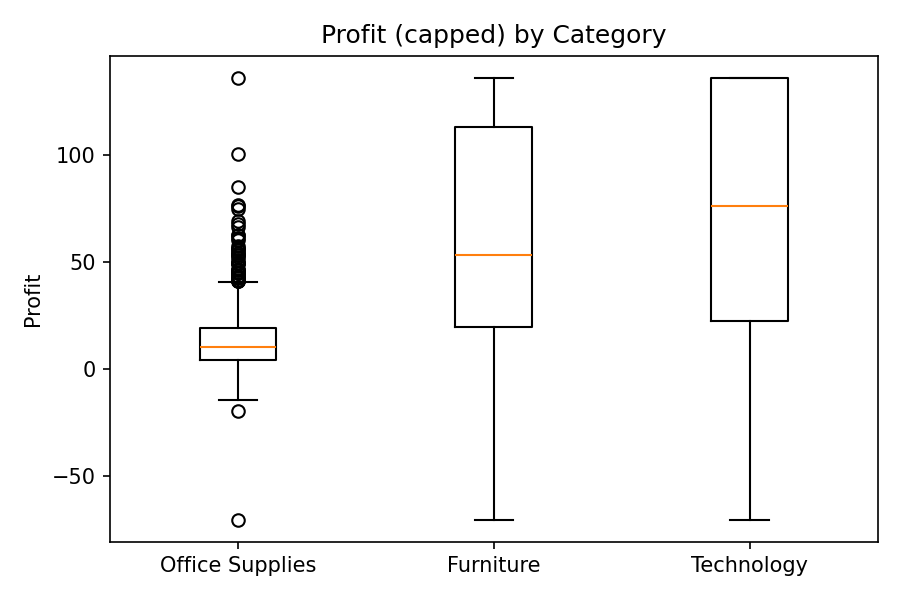 Profit (capped) by Category
Profit
100
50
0
−50
Office Supplies
Furniture
Technology